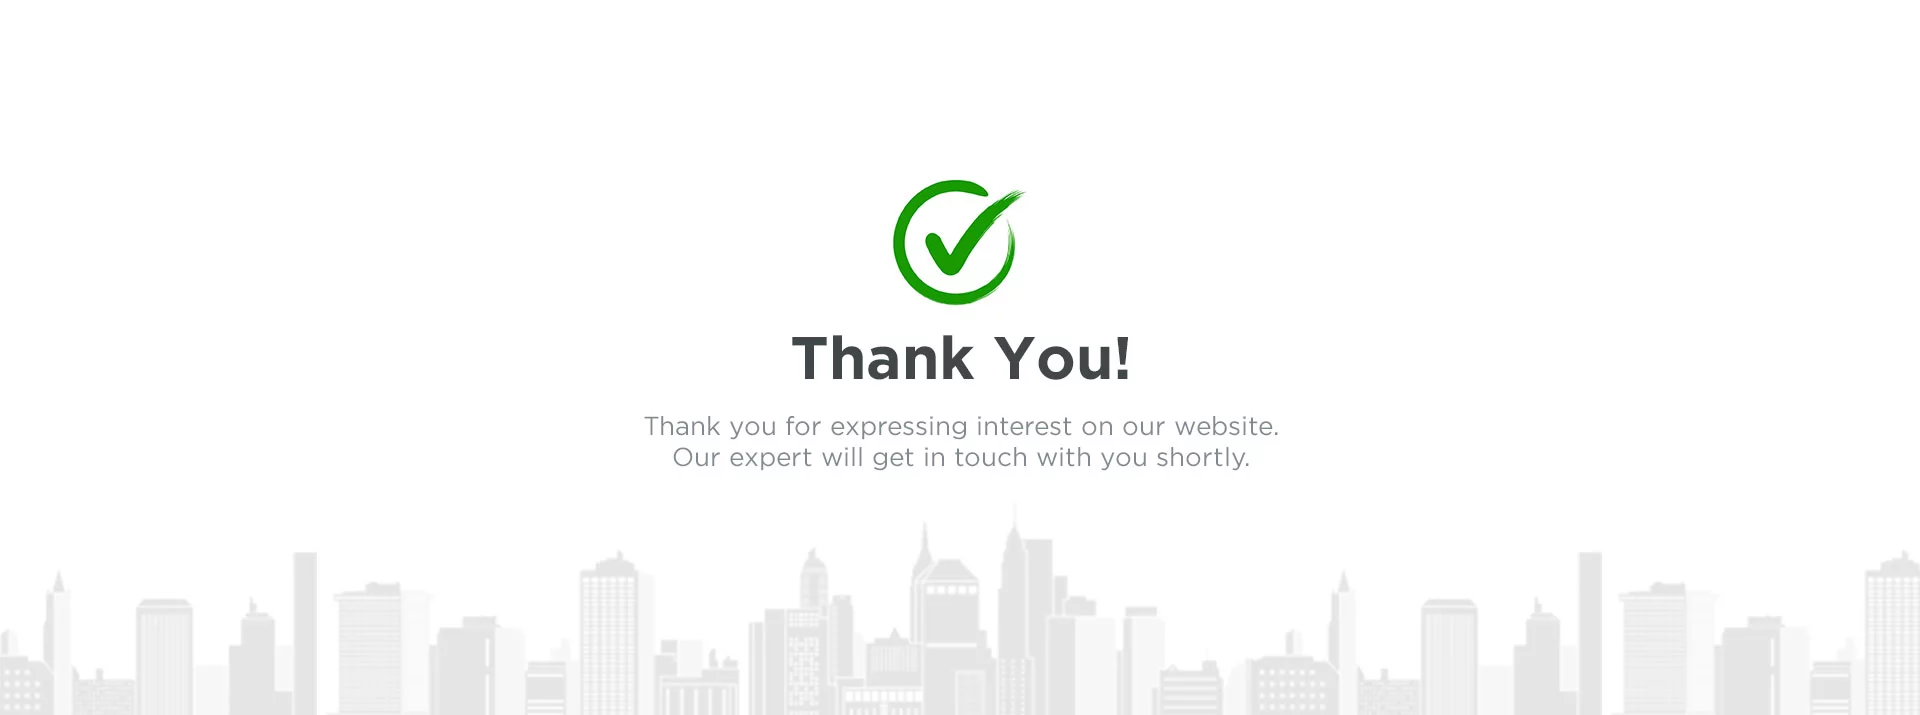 Thank You!
Thank you for expressing interest on our website.
Our expert will get in touch with you shortly.